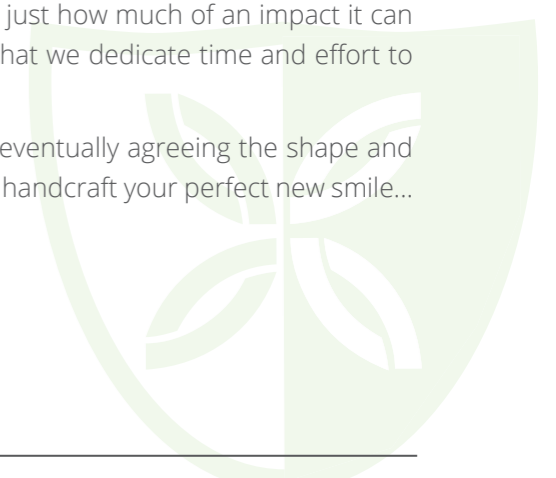 just how much of an impact it can
hat we dedicate time and effort to
eventually agreeing the shape and
handcraft your perfect new smile...